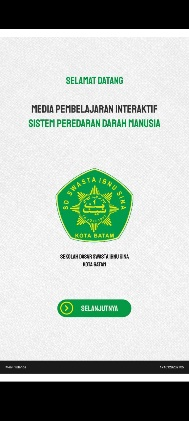 SELAMAT DATANG
MEDIA PEMBELAJARAN INTERAKTIF
SISTEM PEREDARAN DARAH MANUSIA
SD SWASTA IBNU SINA
KOTA BATAM
SEKOLAH DASAR SWASTA IBNU SINA
KOTA BATAM
SELANJUTNYA